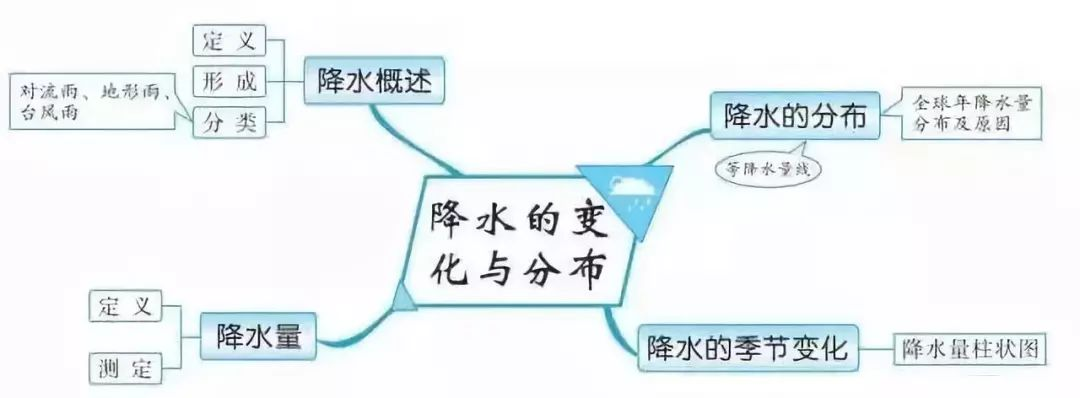 定义
形成
分类
对流雨、地形雨、
台风雨
降水概述
降水的分布
全球年降水量
分布及原因
等降水量线
降水的变
化与分布
定义
测定
降水量
降水的季节变化
降水量柱状图